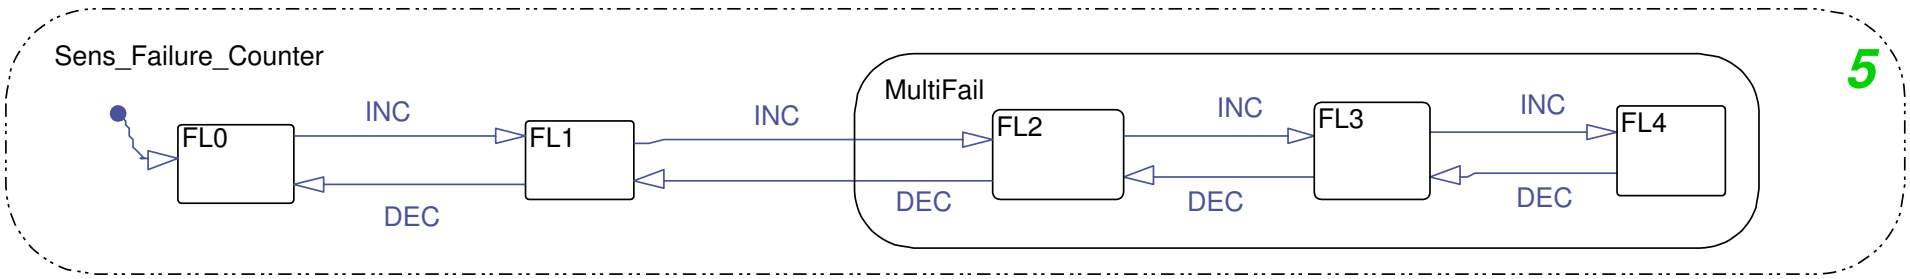 Sens_Failure_Counter
5
MultiFail
INC
INC
INC
INC
FL0
FL1
FL2
FL3
FL4
DEC
DEC
DEC
DEC